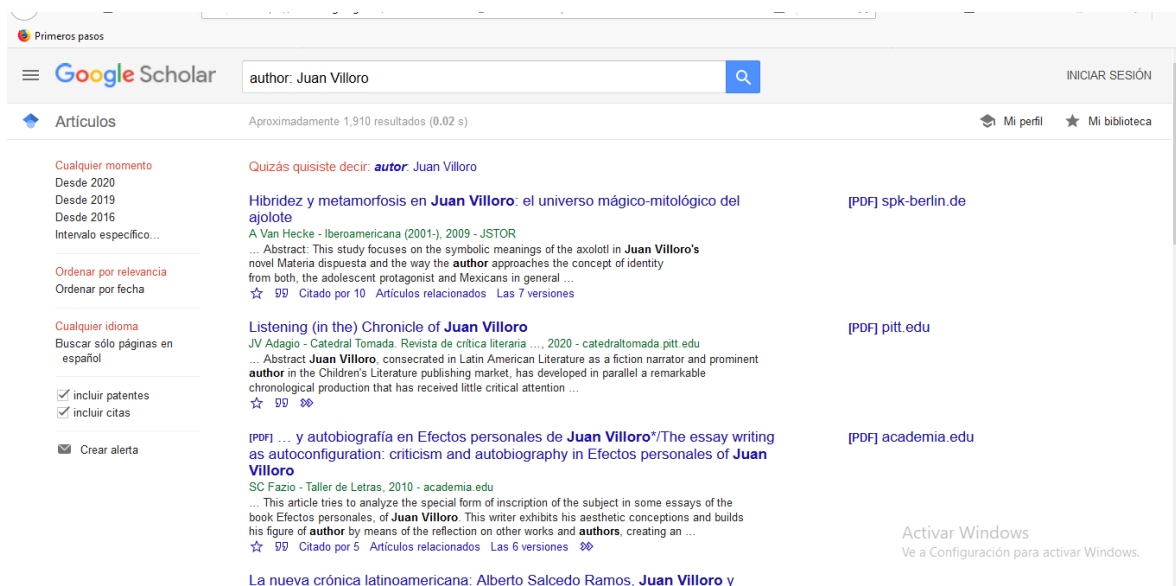 Primeros pasos
Google Scholar
author: Juan Villoro
INICIAR SESIÓN
Artículos
Aproximadamente 1,910 resultados (0.02 s)
Mi perfil
Mi biblioteca
Cualquier momento
Desde 2020
Desde 2019
Desde 2016
Intervalo específico...
Ordenar por relevancia
Ordenar por fecha
Cualquier idioma
Buscar sólo páginas en
español
incluir patentes
incluir citas
Crear alerta
Quizás quisiste decir: autor: Juan Villoro
Hibridez y metamorfosis en Juan Villoro: el universo mágico-mitológico del
ajolote
A Van Hecke - Iberoamericana (2001-), 2009 - JSTOR
... Abstract: This study focuses on the symbolic meanings of the axolotl in Juan Villoro's
novel Materia dispuesta and the way the author approaches the concept of identity
from both, the adolescent protagonist and Mexicans in general ...
Citado por 10 Artículos relacionados Las 7 versiones
[PDF] spk-berlin.de
Listening (in the) Chronicle of Juan Villoro
JV Adagio - Catedral Tomada. Revista de crítica literaria ..., 2020 - catedraltomada.pitt.edu
... Abstract Juan Villoro, consecrated in Latin American Literature as a fiction narrator and prominent
author in the Children's Literature publishing market, has developed in parallel a remarkable
chronological production that has received little critical attention ...
[PDF] pitt.edu
[PDF] ... y autobiografía en Efectos personales de Juan Villoro*/The essay writing
as autoconfiguration: criticism and autobiography in Efectos personales of Juan
Villoro
SC Fazio - Taller de Letras, 2010 - academia.edu
... This article tries to analyze the special form of inscription of the subject in some essays of the
book Efectos personales, of Juan Villoro. This writer exhibits his aesthetic conceptions and builds
his figure of author by means of the reflection on other works and authors, creating an ...
Citado por 5 Artículos relacionados Las 6 versiones
[PDF] academia.edu
La nueva crónica latinoamericana: Alberto Salcedo Ramos, Juan Villoro y
Activar Windows
Ve a Configuración para activar Windows.